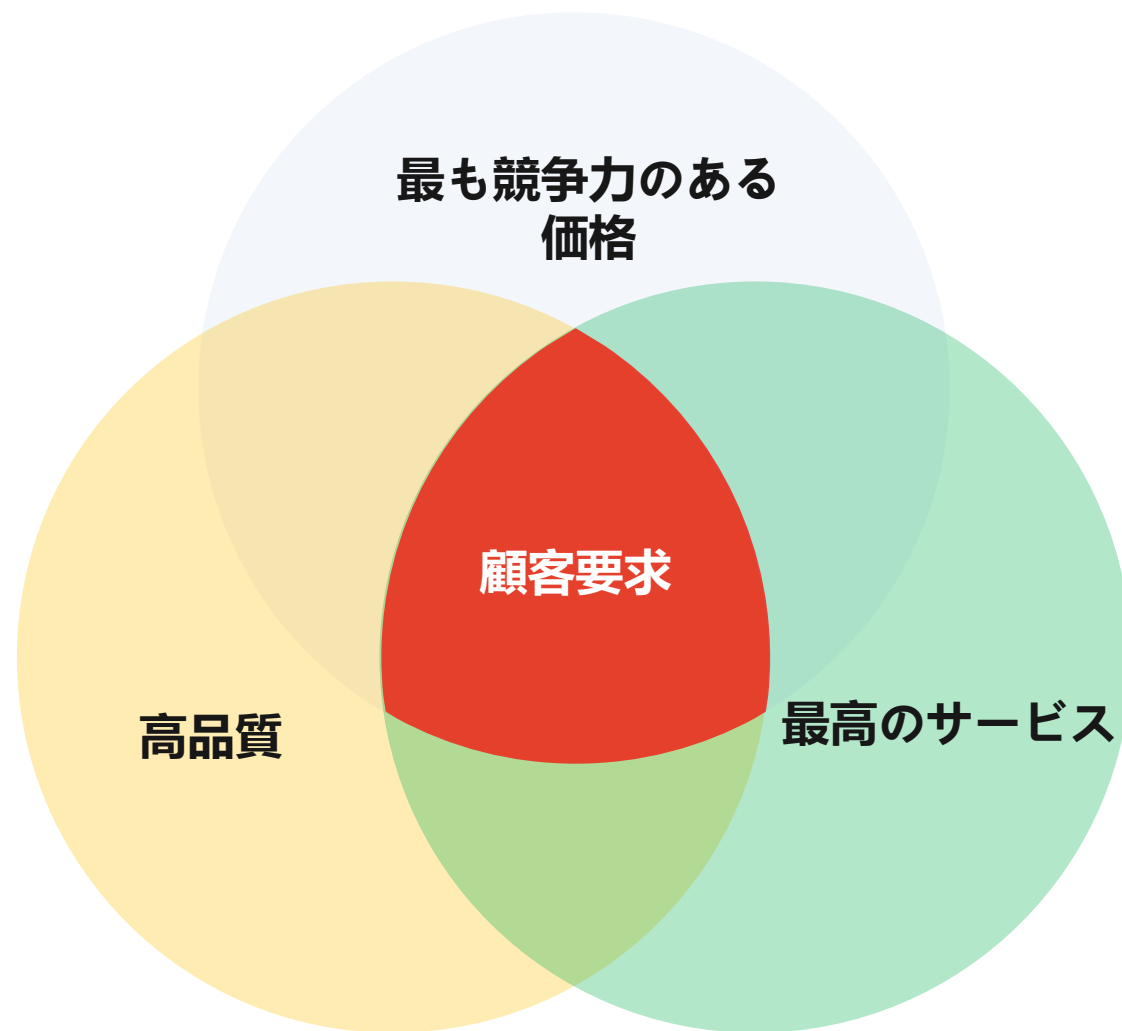 最も競争力のある
価格
顧客要求
高品質
最高のサービス